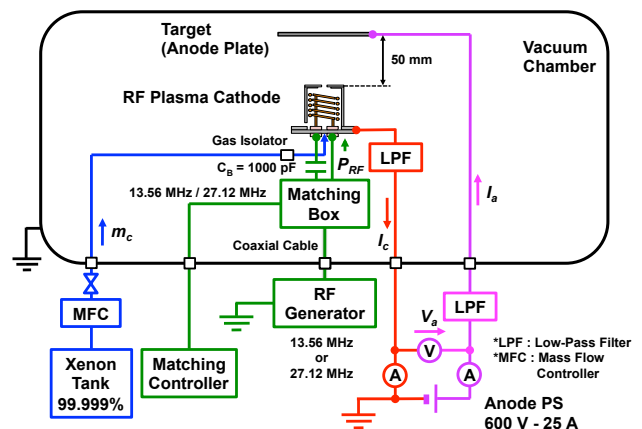 Target
(Anode Plate)
50 mm
Vacuum
Chamber
RF Plasma Cathode
Gas Isolator
C_B = 1000 pF
P_RF
LPF
13.56 MHz / 27.12 MHz
Matching
Box
I_a
m_c
Coaxial Cable
I_c
MFC
RF
Generator
LPF
V_a
Xenon
Tank
99.999%
Matching
Controller
13.56 MHz
or
27.12 MHz
V
A
A
*LPF : Low-Pass Filter
*MFC : Mass Flow
Controller
Anode PS
600 V - 25 A